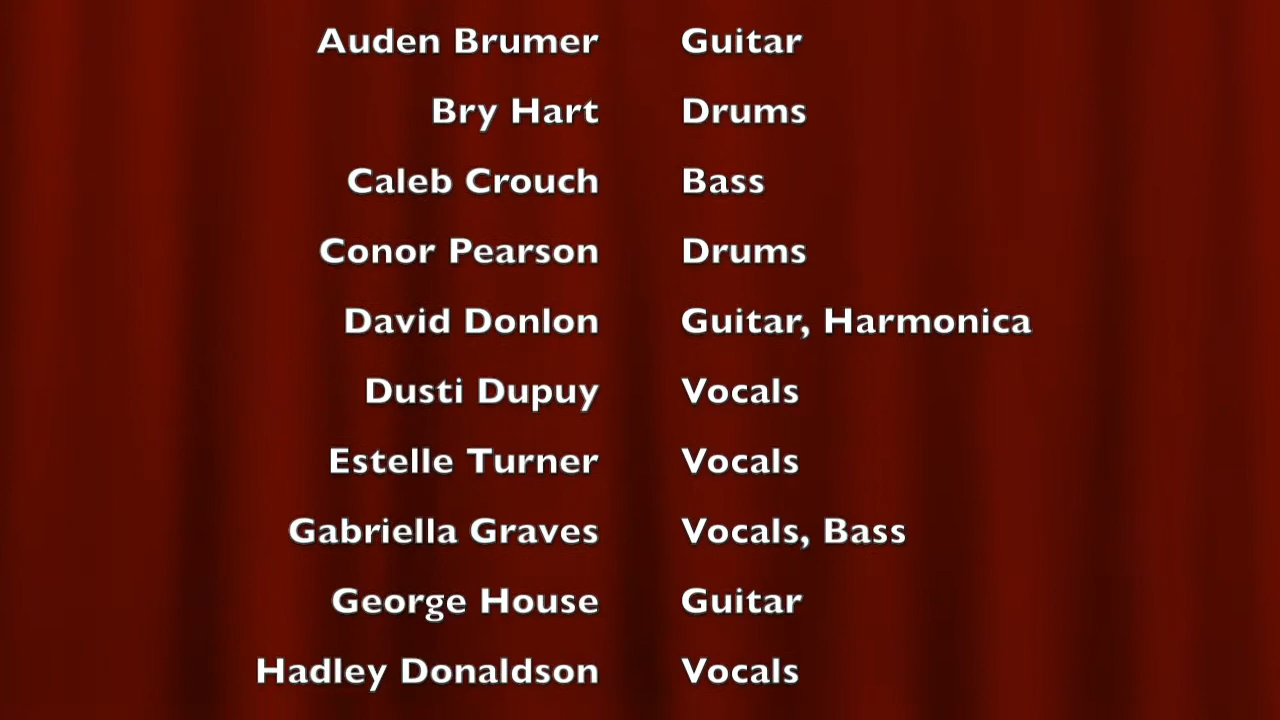 Auden Brumer Guitar
Bry Hart Drums
Caleb Crouch Bass
Conor Pearson Drums
David Donlon Guitar, Harmonica
Dusti Dupuy Vocals
Estelle Turner Vocals
Gabriella Graves Vocals, Bass
George House Guitar
Hadley Donaldson Vocals